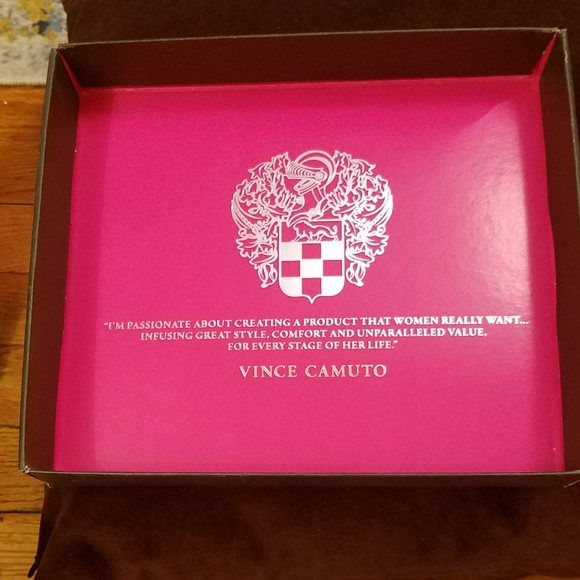 "I'M PASSIONATE ABOUT CREATING A PRODUCT THAT WOMEN REALLY WANT...
INFUSING GREAT STYLE, COMFORT AND UNPARALLELED VALUE,
FOR EVERY STAGE OF HER LIFE."
VINCE CAMUTO